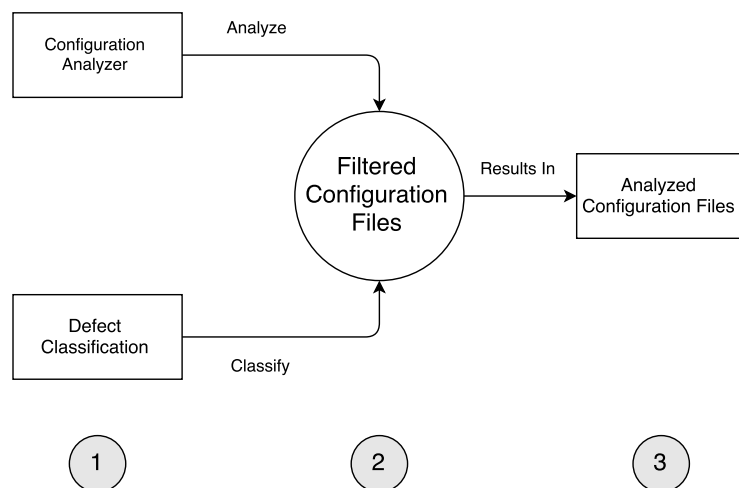 Configuration
Analyzer
Analyze
Filtered
Configuration
Files
Results In
Analyzed
Configuration Files
Defect
Classification
Classify
1
2
3